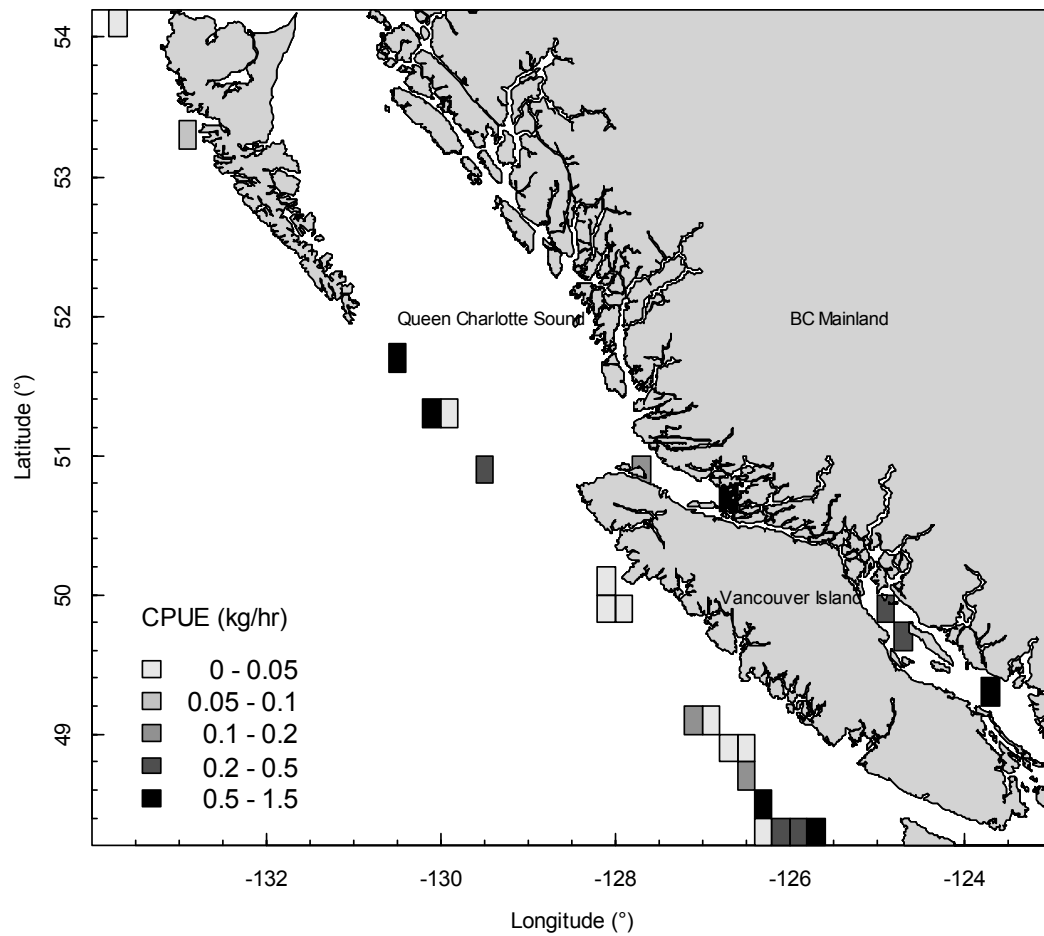 54
53
52
51
50
49
Latitude (°)
Queen Charlotte Sound
BC Mainland
Vancouver Island
CPUE (kg/hr)
0 - 0.05
0.05 - 0.1
0.1 - 0.2
0.2 - 0.5
0.5 - 1.5
-132 -130 -128 -126 -124
Longitude (°)